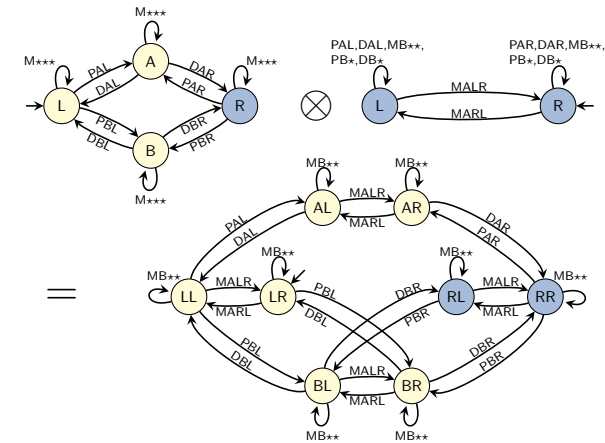 M⋆⋆⋆
A
M⋆⋆⋆
PAL
DAL
DAR
PAR
M⋆⋆⋆
L
R
PBL
DBL
DBR
PBR
B
M⋆⋆⋆
⊗
PAL,DAL,MB⋆⋆,
PB⋆,DB⋆
PAR,DAR,MB⋆⋆,
PB⋆,DB⋆
L
MALR
MARL
R
=
MB⋆⋆
MB⋆⋆
AL
MALR
MARL
AR
PAL
DAL
DAR
PAR
MB⋆⋆
MB⋆⋆
MB⋆⋆
MB⋆⋆
LL
MALR
MARL
LR
PBL
DBL
DBR
PBR
RL
MALR
MARL
RR
PBL
DBL
DBR
PBR
BL
MALR
MARL
BR
MB⋆⋆
MB⋆⋆